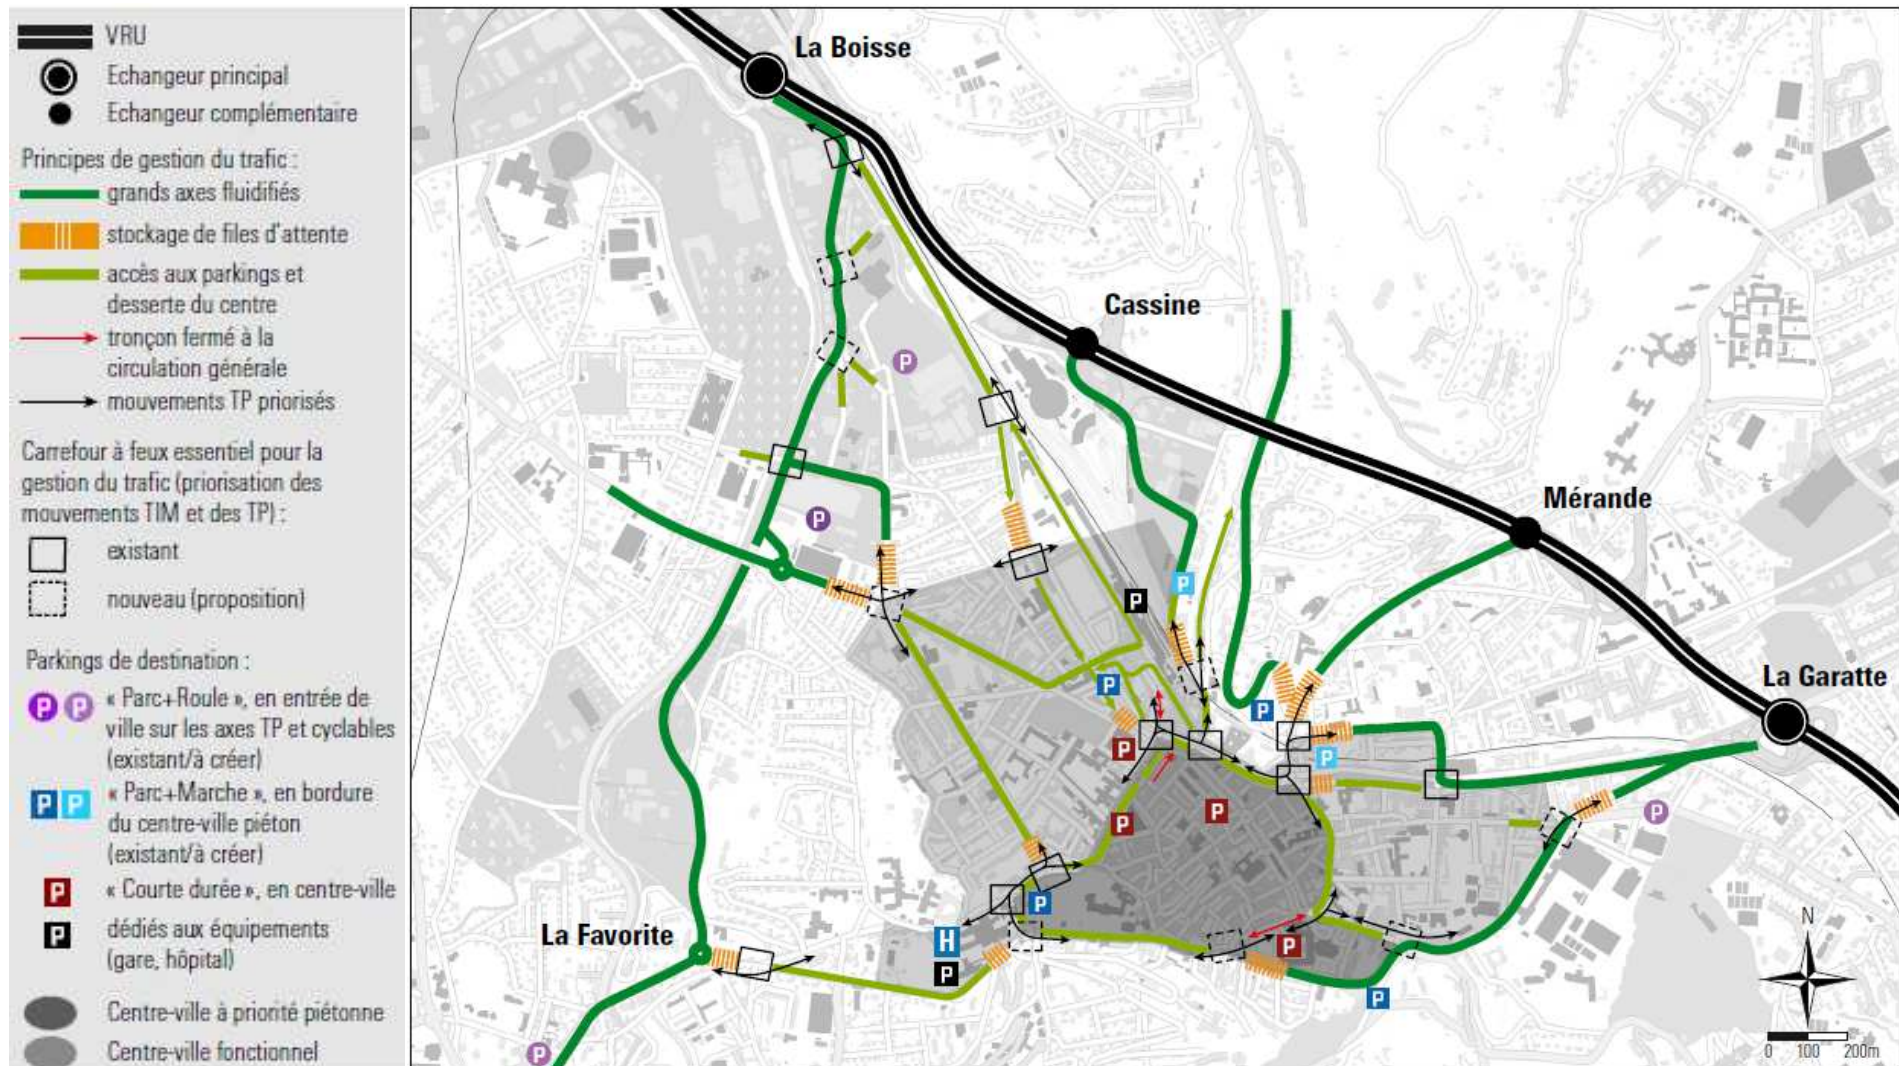 VRU
Echangeur principal
Echangeur complémentaire
Principes de gestion du trafic :
grands axes fluidifiés
stockage de files d'attente
accès aux parkings et
desserte du centre
tronçon fermé à la
circulation générale
mouvements TP priorisés
Carrefour à feux essentiel pour la
gestion du trafic (priorisation des
mouvements TIM et des TP) :
existant
nouveau (proposition)
Parkings de destination :
P P « Parc+Roule », en entrée de
ville sur les axes TP et cyclables
(existant/à créer)
P P « Parc+Marche », en bordure
du centre-ville piéton
(existant/à créer)
P « Courte durée », en centre-ville
P dédiés aux équipements
(gare, hôpital)
Centre-ville à priorité piétonne
Centre-ville fonctionnel
La Boisse
Cassine
P
Mérande
P
P
P
La Garatte
P
P
P
P
P
P
P
P
La Favorite
H
P
P
P
N
P
0 100 200m